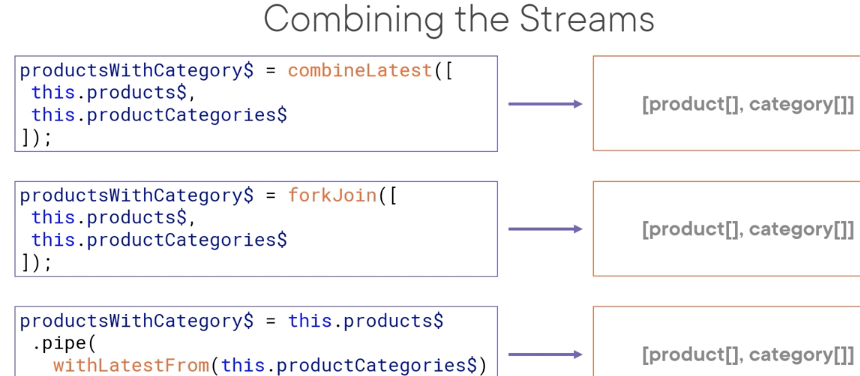 Combining the Streams
productsWithCategory$ = combineLatest([
this.products$,
this.productCategories$
]);
[product[], category[]]
productsWithCategory$ = forkJoin([
this.products$,
this.productCategories$
]);
[product[], category[]]
productsWithCategory$ = this.products$
.pipe(
withLatestFrom(this.productCategories$)
[product[], category[]]